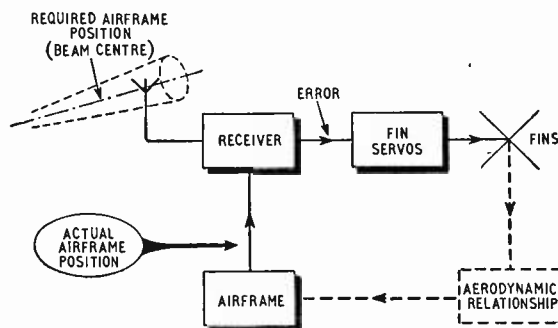 REQUIRED AIRFRAME
POSITION
(BEAM CENTRE)
ERROR
RECEIVER
FIN
SERVOS
FINS
ACTUAL
AIRFRAME
POSITION
AIRFRAME
AERODYNAMIC
RELATIONSHIP